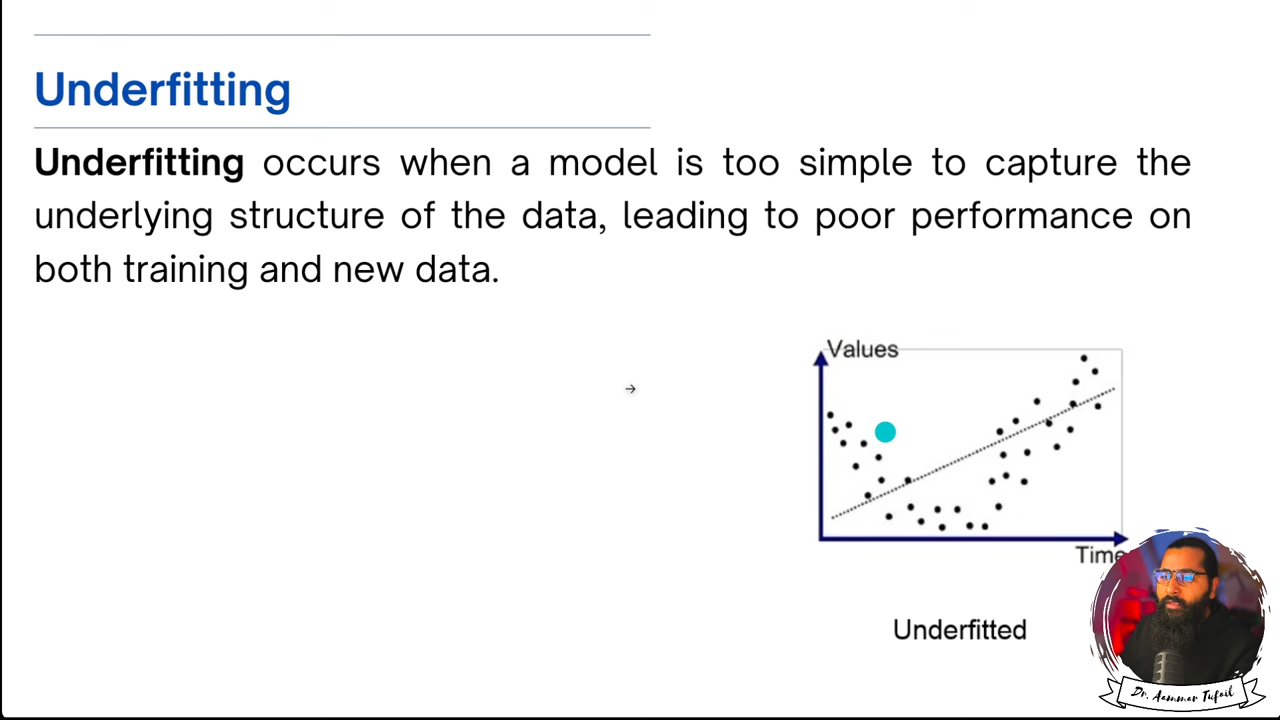 Underfitting
Underfitting occurs when a model is too simple to capture the
underlying structure of the data, leading to poor performance on
both training and new data.
Values
Time
Underfitted
Dr. Aammar Tufail